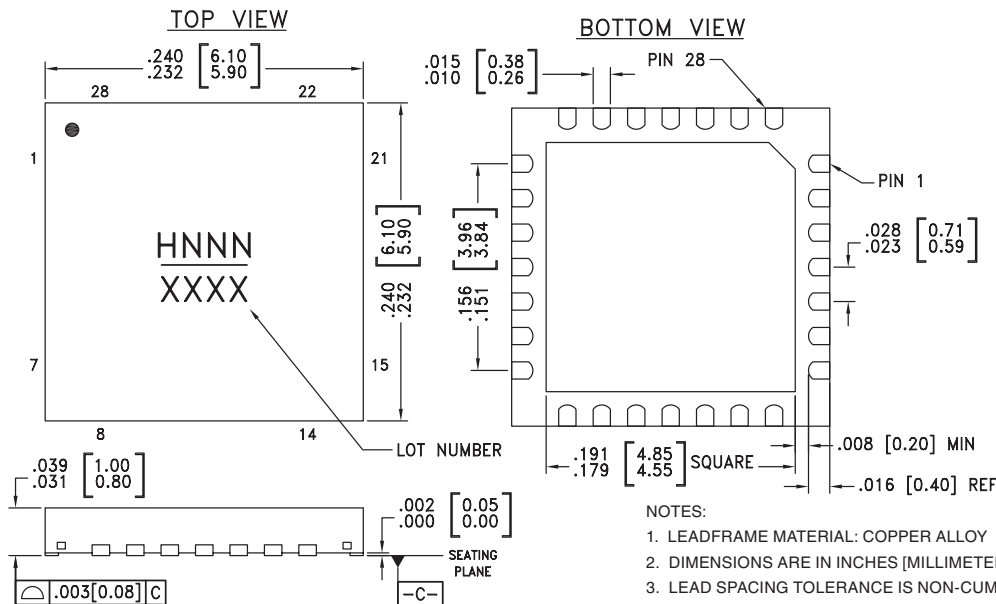 TOP VIEW
.240 [6.10]
.232 [5.90]
28 22
1 21
HNNN
XXXX
7 15
8 14
LOT NUMBER
.240 [6.10]
.232 [5.90]
BOTTOM VIEW
.015 [0.38]
.010 [0.26]
PIN 28
PIN 1
.156 [3.96]
.151 [3.84]
.028 [0.71]
.023 [0.59]
.191 [4.85] SQUARE
.179 [4.55]
.008 [0.20] MIN
.016 [0.40] REF
.039 [1.00]
.031 [0.80]
.002 [0.05]
.000 [0.00]
SEATING
PLANE
.003[0.08] C
-C-
NOTES:
1. LEADFRAME MATERIAL: COPPER ALLOY
2. DIMENSIONS ARE IN INCHES [MILLIMETE
3. LEAD SPACING TOLERANCE IS NON-CUM